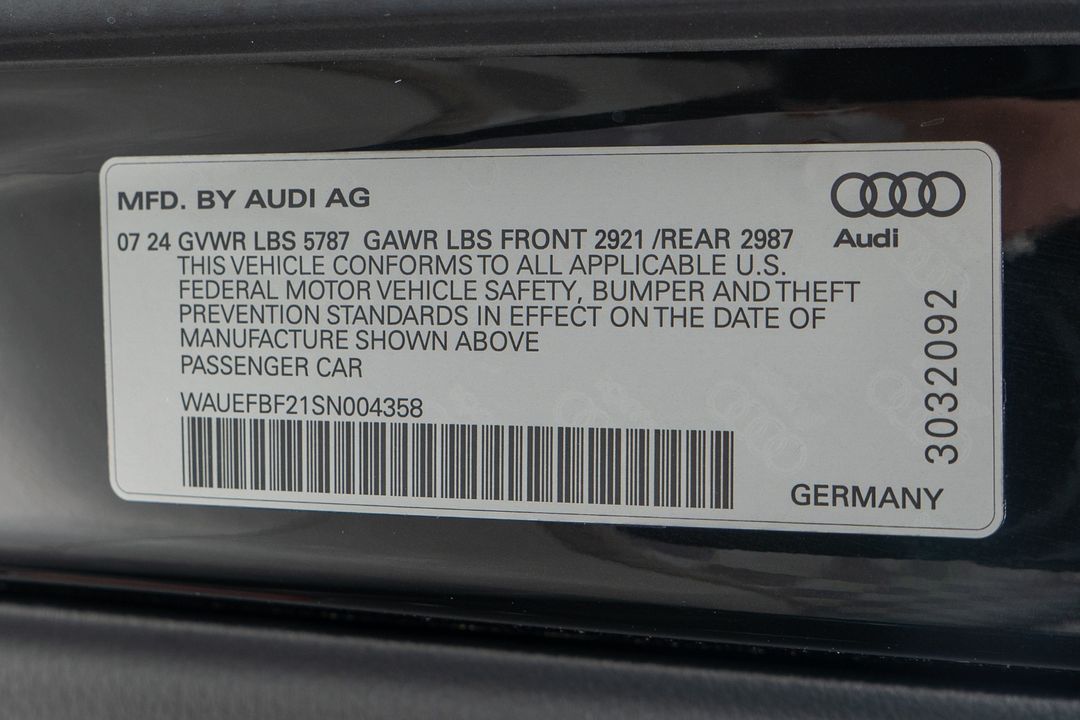 MFD. BY AUDI AG
Audi
07 24 GVWR LBS 5787 GAWR LBS FRONT 2921 /REAR 2987
THIS VEHICLE CONFORMS TO ALL APPLICABLE U.S.
FEDERAL MOTOR VEHICLE SAFETY, BUMPER AND THEFT
PREVENTION STANDARDS IN EFFECT ON THE DATE OF
MANUFACTURE SHOWN ABOVE
PASSENGER CAR
WAUEFBF21SN004358
3032092
GERMANY